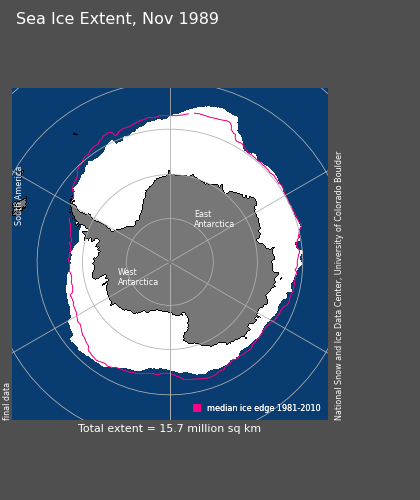 Sea Ice Extent, Nov 1989
South America
East
Antarctica
West
Antarctica
National Snow and Ice Data Center, University of Colorado Boulder
final data
median ice edge 1981-2010
Total extent = 15.7 million sq km